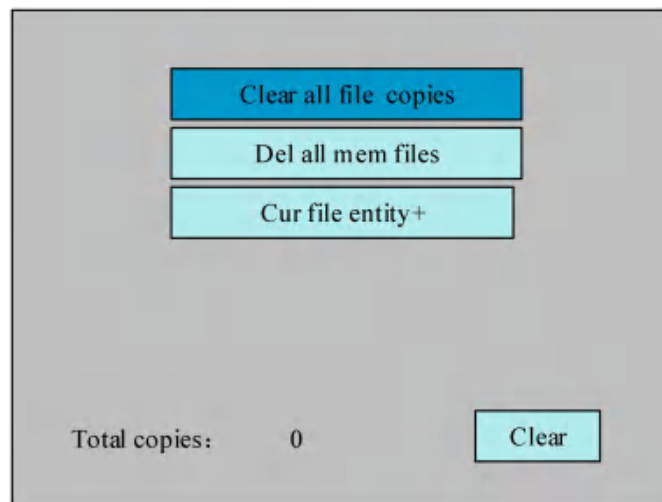 Clear all file copies
Del all mem files
Cur file entity+
Total copies： 0 Clear